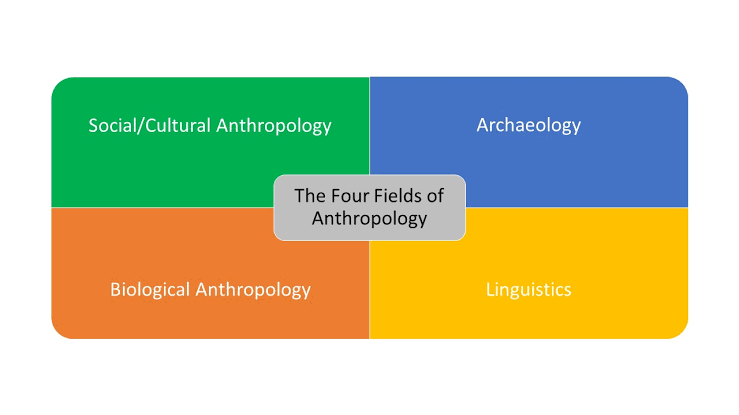 Social/Cultural Anthropology
Archaeology
The Four Fields of
Anthropology
Biological Anthropology
Linguistics